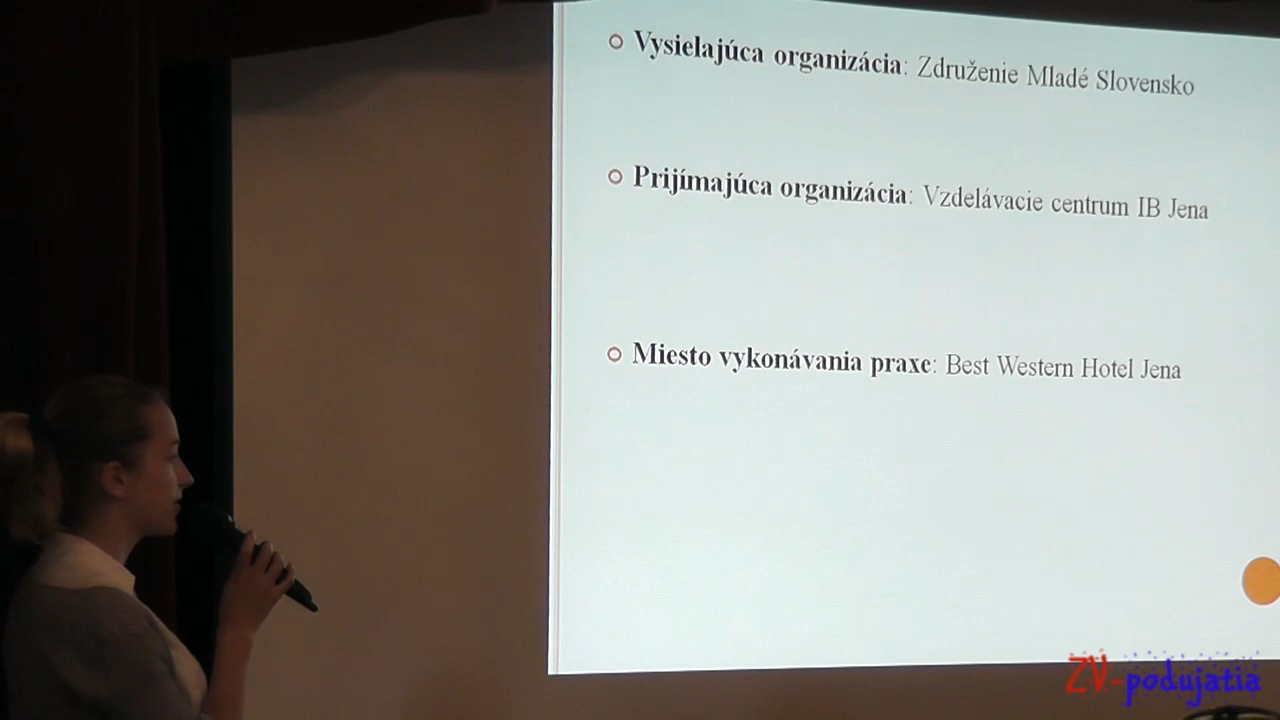 Vysielajúca organizácia: Združenie Mladé Slovensko
Prijímajúca organizácia: Vzdelávacie centrum IB Jena
Miesto vykonávania praxe: Best Western Hotel Jena
ZV-podujatia